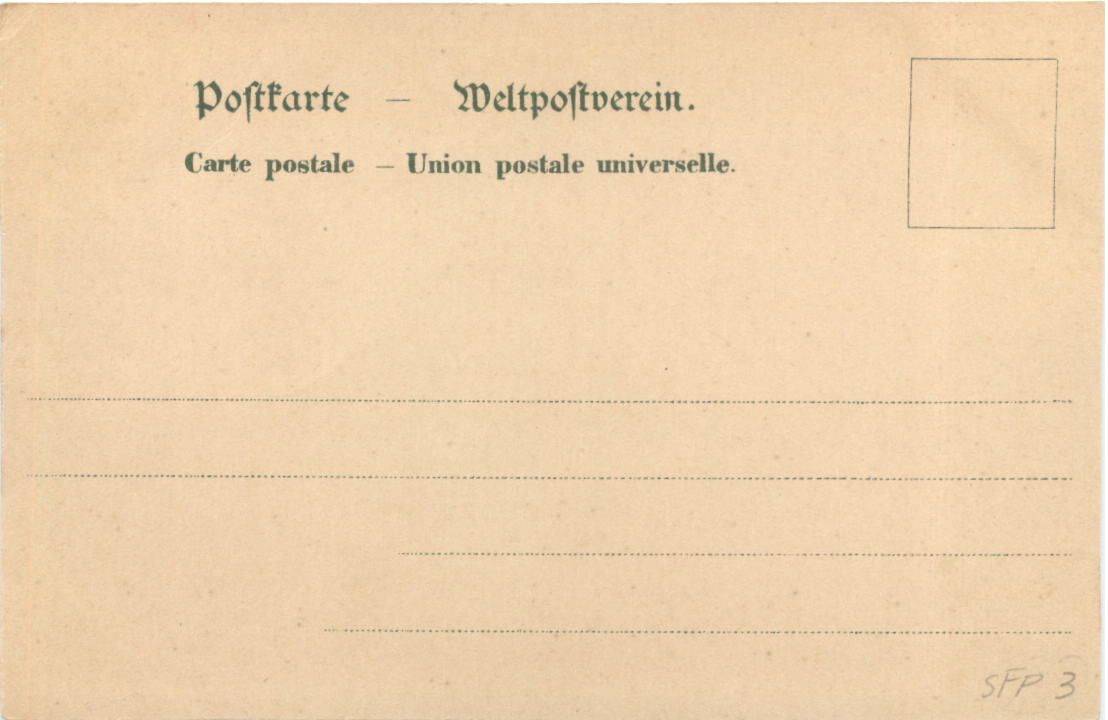 Poſtkarte — Weltpoſtverein.
Carte postale — Union postale universelle.
SFP 3